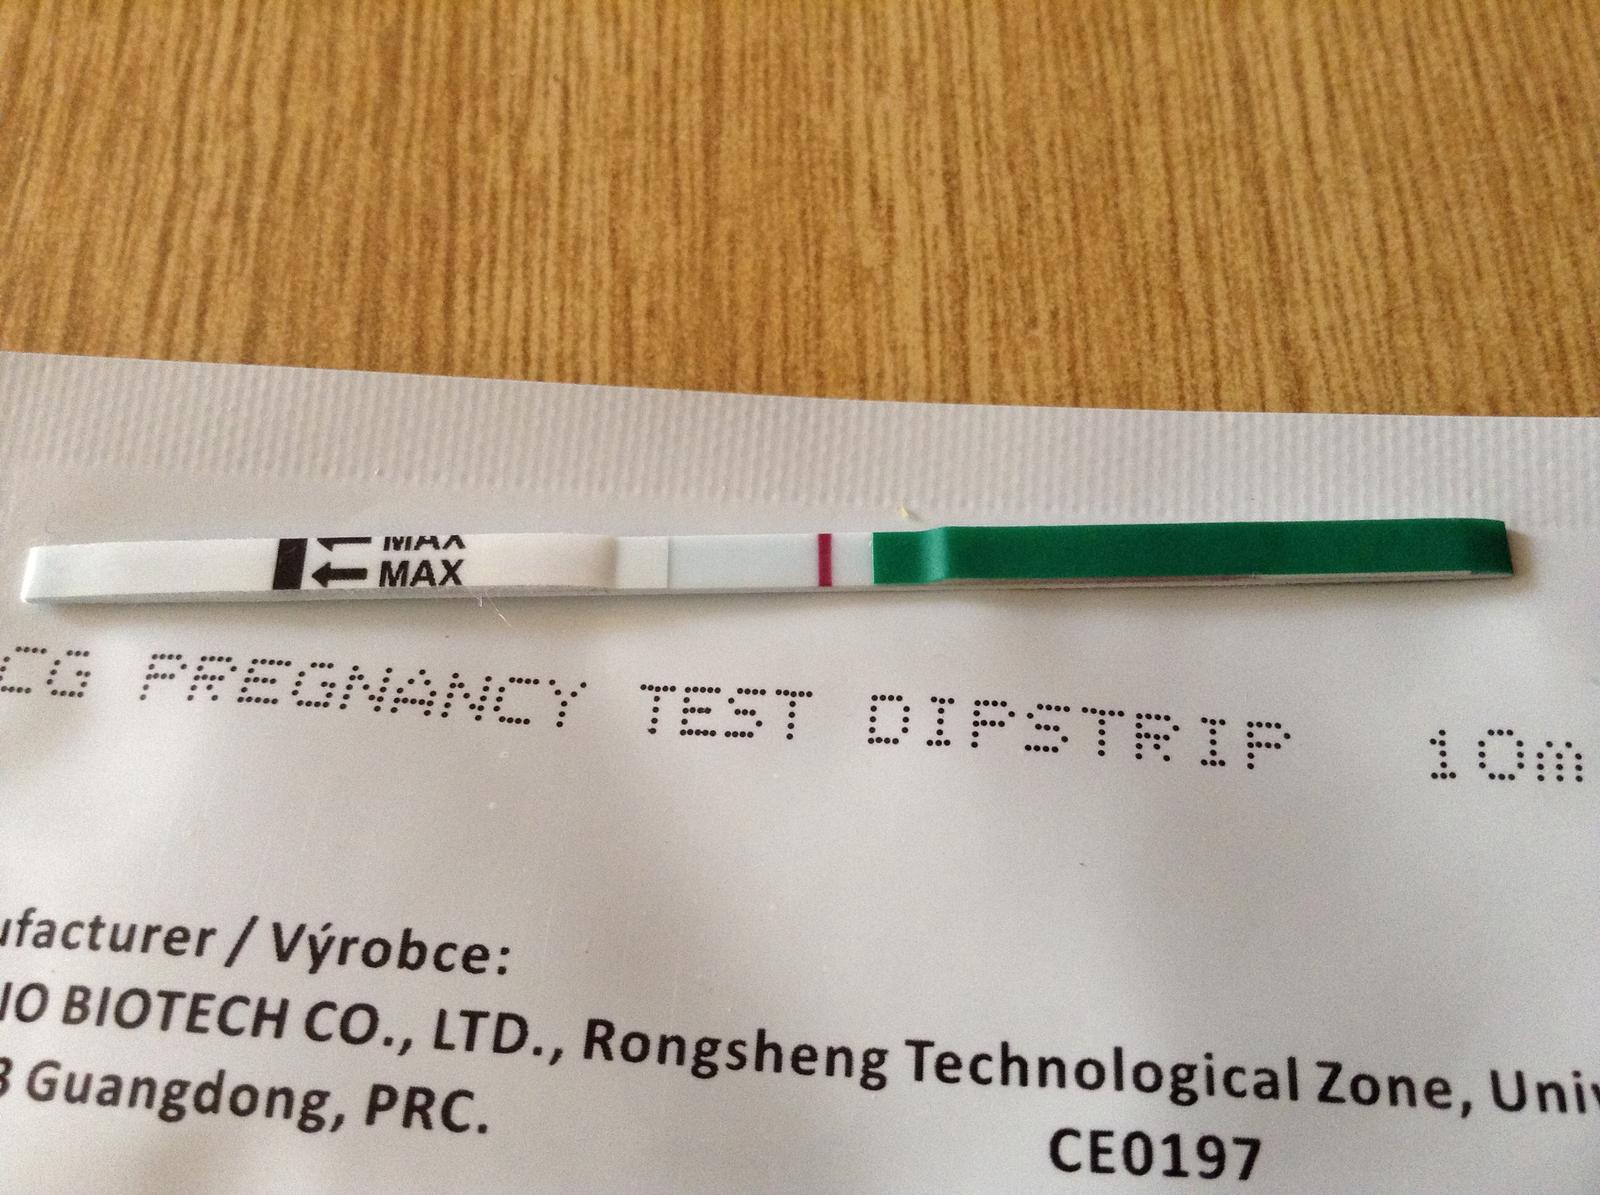 MAX
MAX
CG PREGNANCY TEST DIPSTRIP 10m
ufacturer / Výrobce:
NO BIOTECH CO., LTD., Rongsheng Technological Zone, Univ
3 Guangdong, PRC.
CE0197